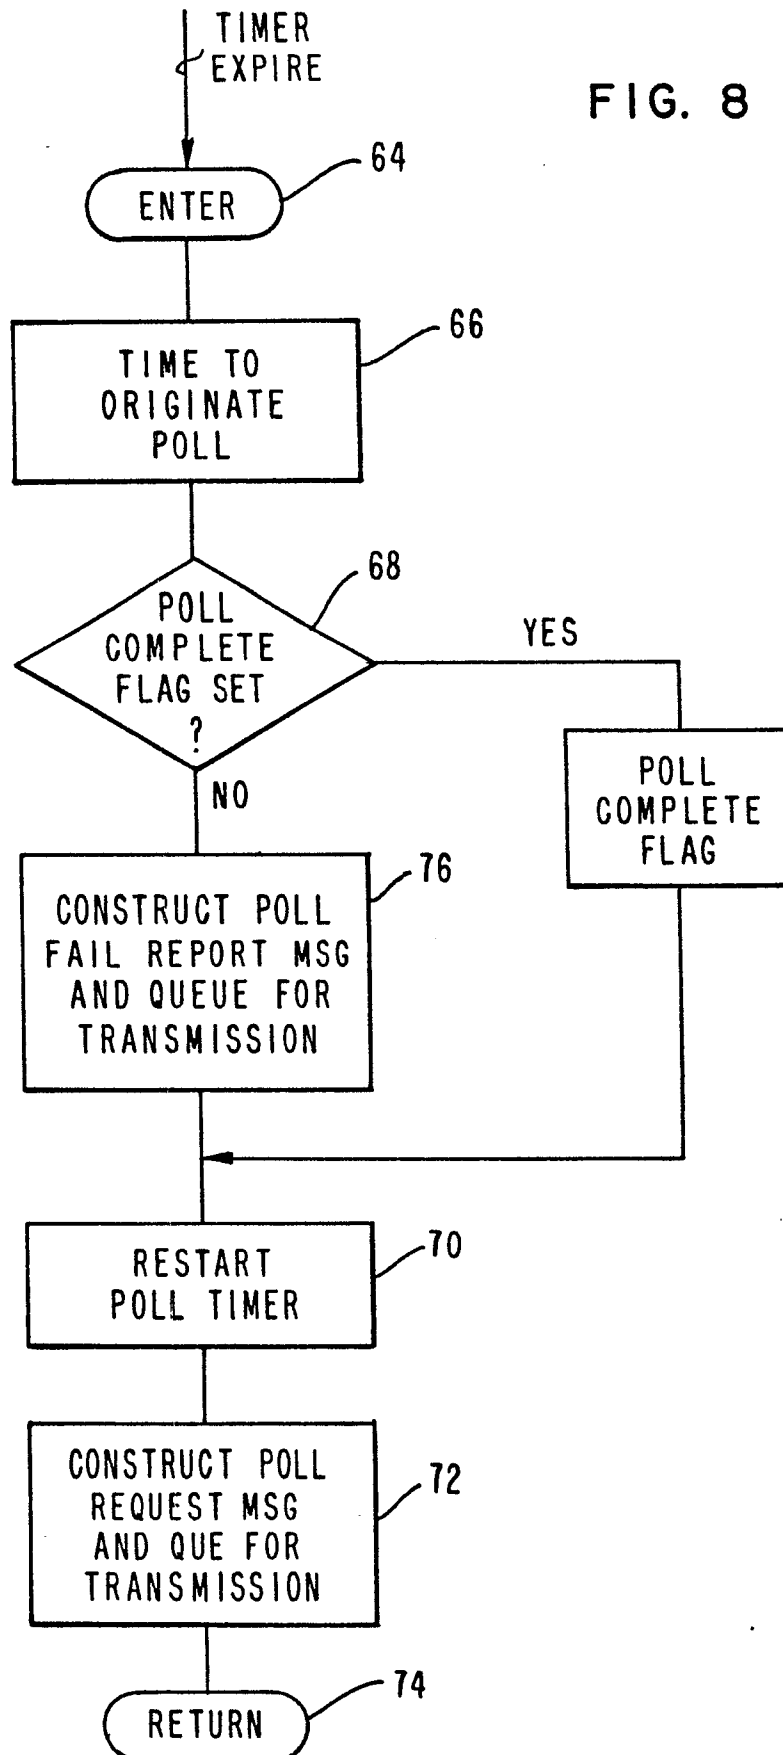 TIMER
EXPIRE
FIG. 8
64
ENTER
66
TIME TO
ORIGINATE
POLL
68
POLL
COMPLETE
FLAG SET
?
YES
NO
POLL
COMPLETE
FLAG
76
CONSTRUCT POLL
FAIL REPORT MSG
AND QUEUE FOR
TRANSMISSION
70
RESTART
POLL TIMER
72
CONSTRUCT POLL
REQUEST MSG
AND QUE FOR
TRANSMISSION
74
RETURN